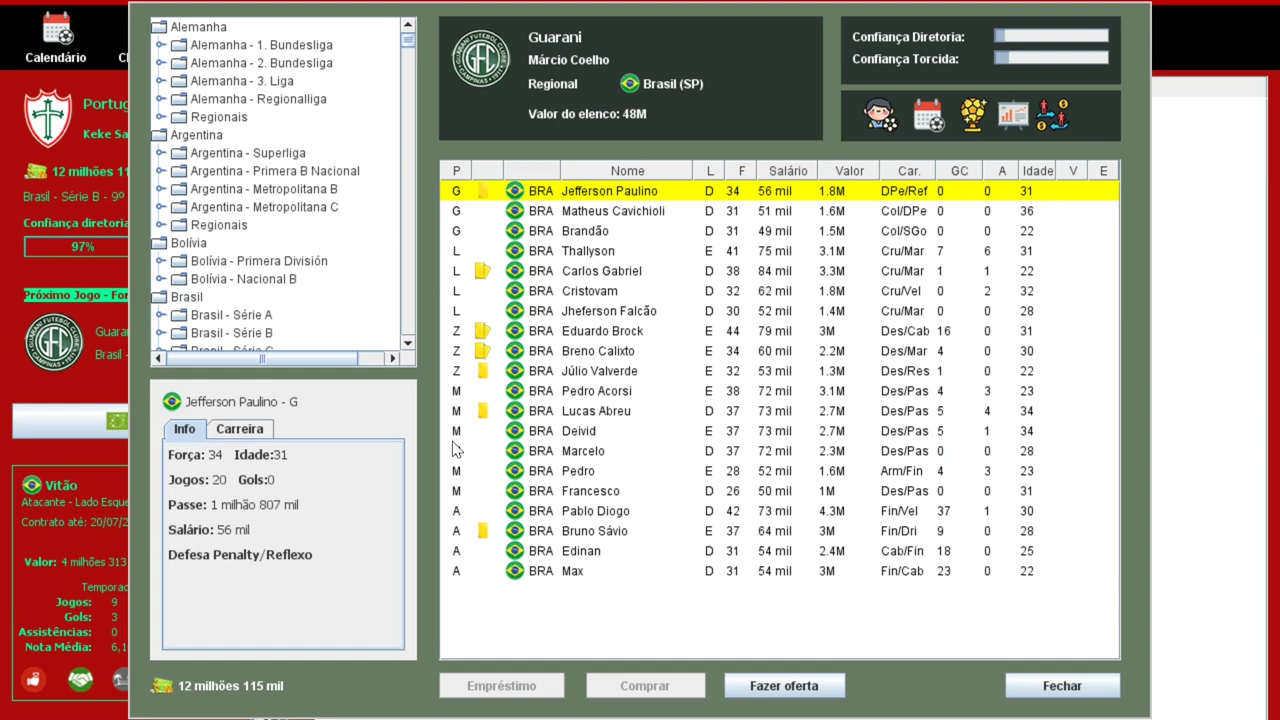 Calendário
Portug
Keke Sa
12 milhões 11
Brasil - Série B - 9º
Confiança diretoria
97%
Próximo Jogo - For
Guara
Brasil -
Vitão
Atacante - Lado Esque
Contrato até: 20/07/2
Valor: 4 milhões 313
Temporac
Jogos: 9
Gols: 3
Assistências: 0
Nota Média: 6,1
Alemanha
Alemanha - 1. Bundesliga
Alemanha - 2. Bundesliga
Alemanha - 3. Liga
Alemanha - Regionalliga
Regionais
Argentina
Argentina - Superliga
Argentina - Primera B Nacional
Argentina - Metropolitana B
Argentina - Metropolitana C
Regionais
Bolívia
Bolívia - Primera División
Bolívia - Nacional B
Brasil
Brasil - Série A
Brasil - Série B
Brasil - Série C
Jefferson Paulino - G
Info Carreira
Força: 34 Idade:31
Jogos: 20 Gols:0
Passe: 1 milhão 807 mil
Salário: 56 mil
Defesa Penalty/Reflexo
12 milhões 115 mil
Guarani
Márcio Coelho
Regional Brasil (SP)
Valor do elenco: 48M
Confiança Diretoria:
Confiança Torcida:
P Nome L F Salário Valor Car. GC A Idade V E
G BRA Jefferson Paulino D 34 56 mil 1.8M DPe/Ref 0 0 31
G BRA Matheus Cavichioli D 31 51 mil 1.6M Col/DPe 0 0 36
G BRA Brandão D 31 49 mil 1.5M Col/SGo 0 0 22
L BRA Thallyson E 41 75 mil 3.1M Cru/Mar 7 6 31
L BRA Carlos Gabriel D 38 84 mil 3.3M Cru/Mar 1 1 22
L BRA Cristovam D 32 62 mil 1.8M Cru/Vel 0 2 32
L BRA Jheferson Falcão D 30 52 mil 1.4M Cru/Mar 0 0 28
Z BRA Eduardo Brock E 44 79 mil 3M Des/Cab 16 0 31
Z BRA Breno Calixto E 34 60 mil 2.2M Des/Mar 4 0 30
Z BRA Júlio Valverde E 32 53 mil 1.3M Des/Res 1 0 22
M BRA Pedro Acorsi E 38 72 mil 3.1M Des/Pas 4 3 23
M BRA Lucas Abreu D 37 73 mil 2.7M Des/Pas 5 4 34
M BRA Deivid E 37 73 mil 2.7M Des/Pas 5 1 34
M BRA Marcelo D 37 72 mil 2.3M Des/Pas 0 0 28
M BRA Pedro E 28 52 mil 1.6M Arm/Fin 4 3 23
M BRA Francesco D 26 50 mil 1M Des/Pas 0 0 31
A BRA Pablo Diogo D 42 73 mil 4.3M Fin/Vel 37 1 30
A BRA Bruno Sávio E 37 64 mil 3M Fin/Dri 9 0 28
A BRA Edinan D 31 54 mil 2.4M Cab/Fin 18 0 25
A BRA Max D 31 54 mil 3M Fin/Cab 23 0 22
Empréstimo Comprar Fazer oferta Fechar